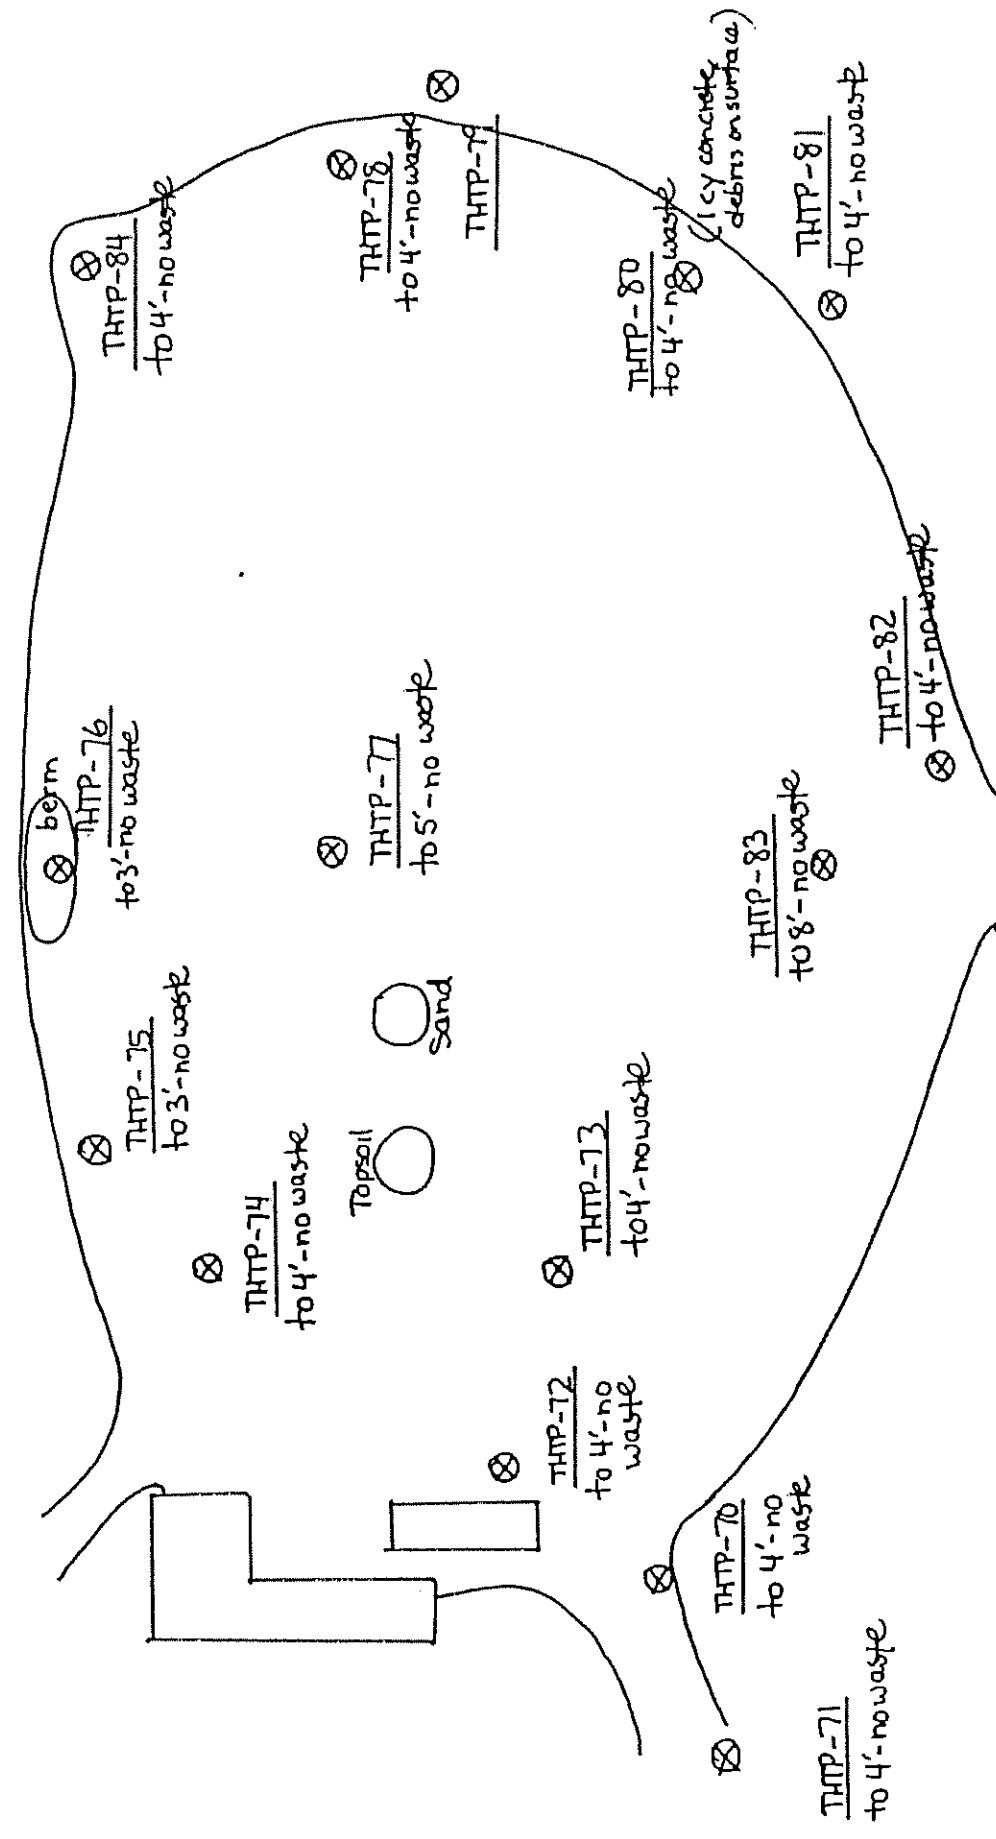 THTP-84
to 4'-no waste
THTP-78
to 4'-no waste
THTP-79
THTP-80
to 4'-no waste
(1 cy concrete,
debris on surface)
THTP-81
to 4'-no waste
berm
THTP-76
to 3'-no waste
THTP-77
to 5'-no waste
THTP-82
to 4'-no waste
THTP-83
to 8'-no waste
THTP-75
to 3'-no waste
Sand
Topsoil
THTP-74
to 4'-no waste
THTP-73
to 4'-no waste
THTP-72
to 4'-no
waste
THTP-70
to 4'-no
waste
THTP-71
to 4'-no waste